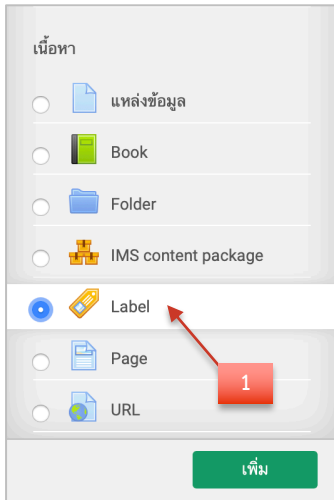 เนื้อหา
แหล่งข้อมูล
Book
Folder
IMS content package
Label
1
Page
URL
เพิ่ม